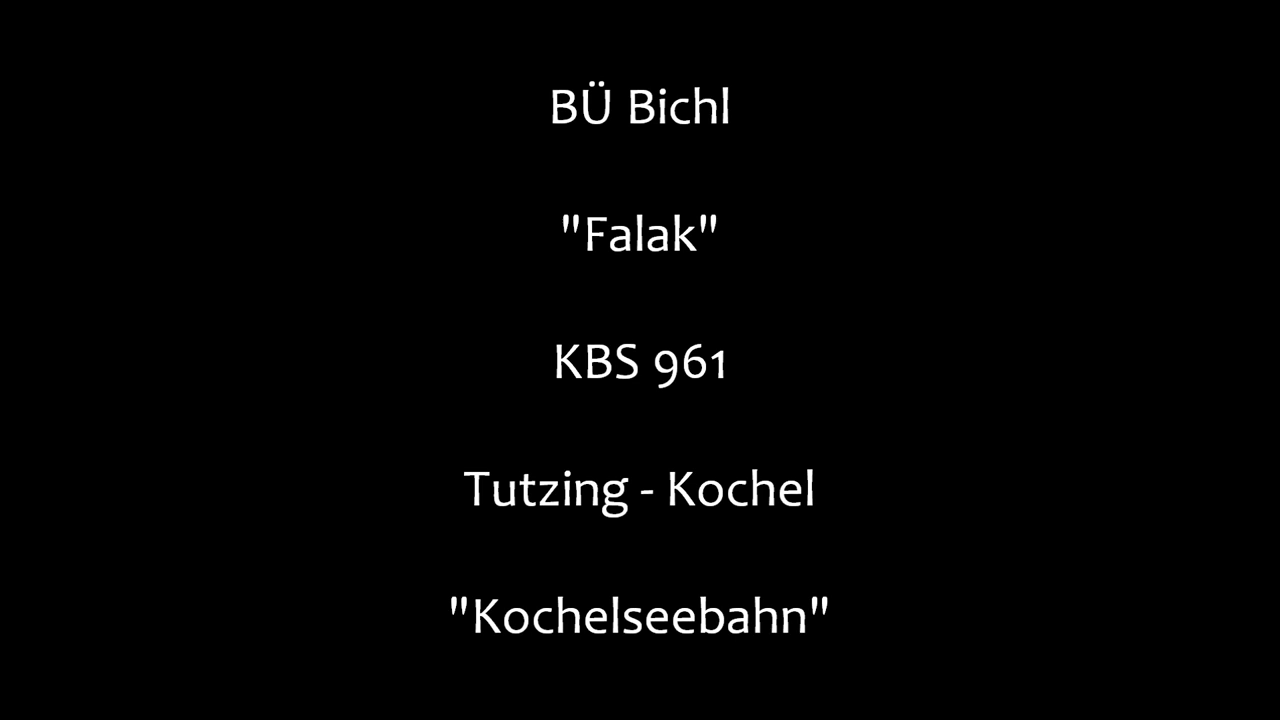 BÜ Bichl
"Falak"
KBS 961
Tutzing - Kochel
"Kochelseebahn"